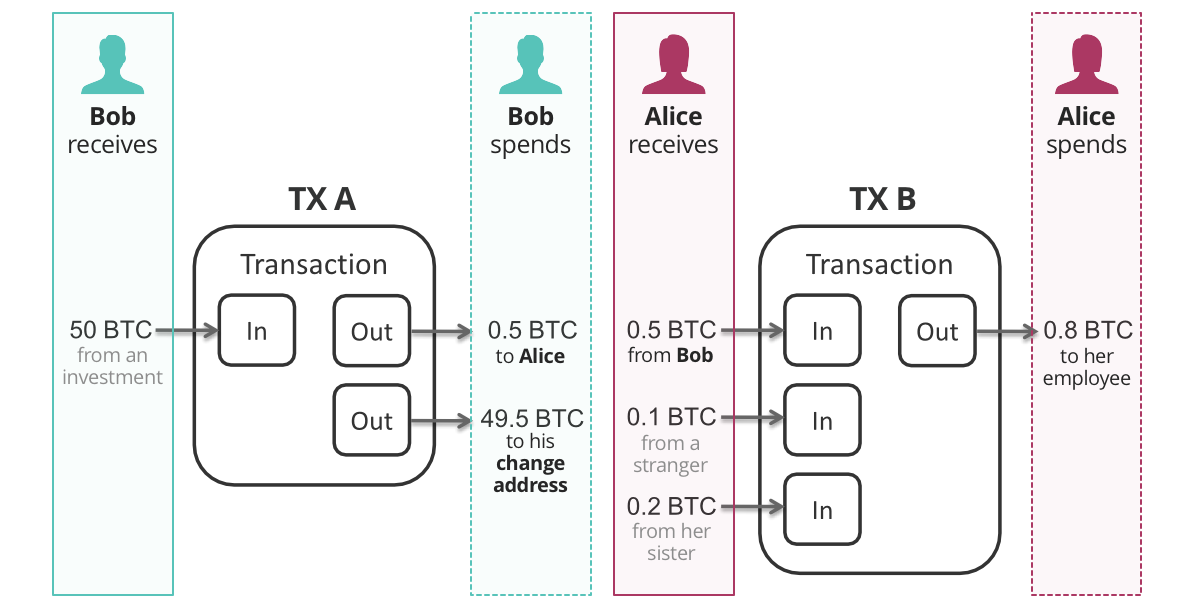 Bob
receives
Bob
spends
Alice
receives
Alice
spends
TX A
Transaction
50 BTC
from an
investment
In
Out
0.5 BTC
to Alice
Out
49.5 BTC
to his
change
address
TX B
Transaction
0.5 BTC
from Bob
In
Out
0.8 BTC
to her
employee
0.1 BTC
from a
stranger
In
0.2 BTC
from her
sister
In